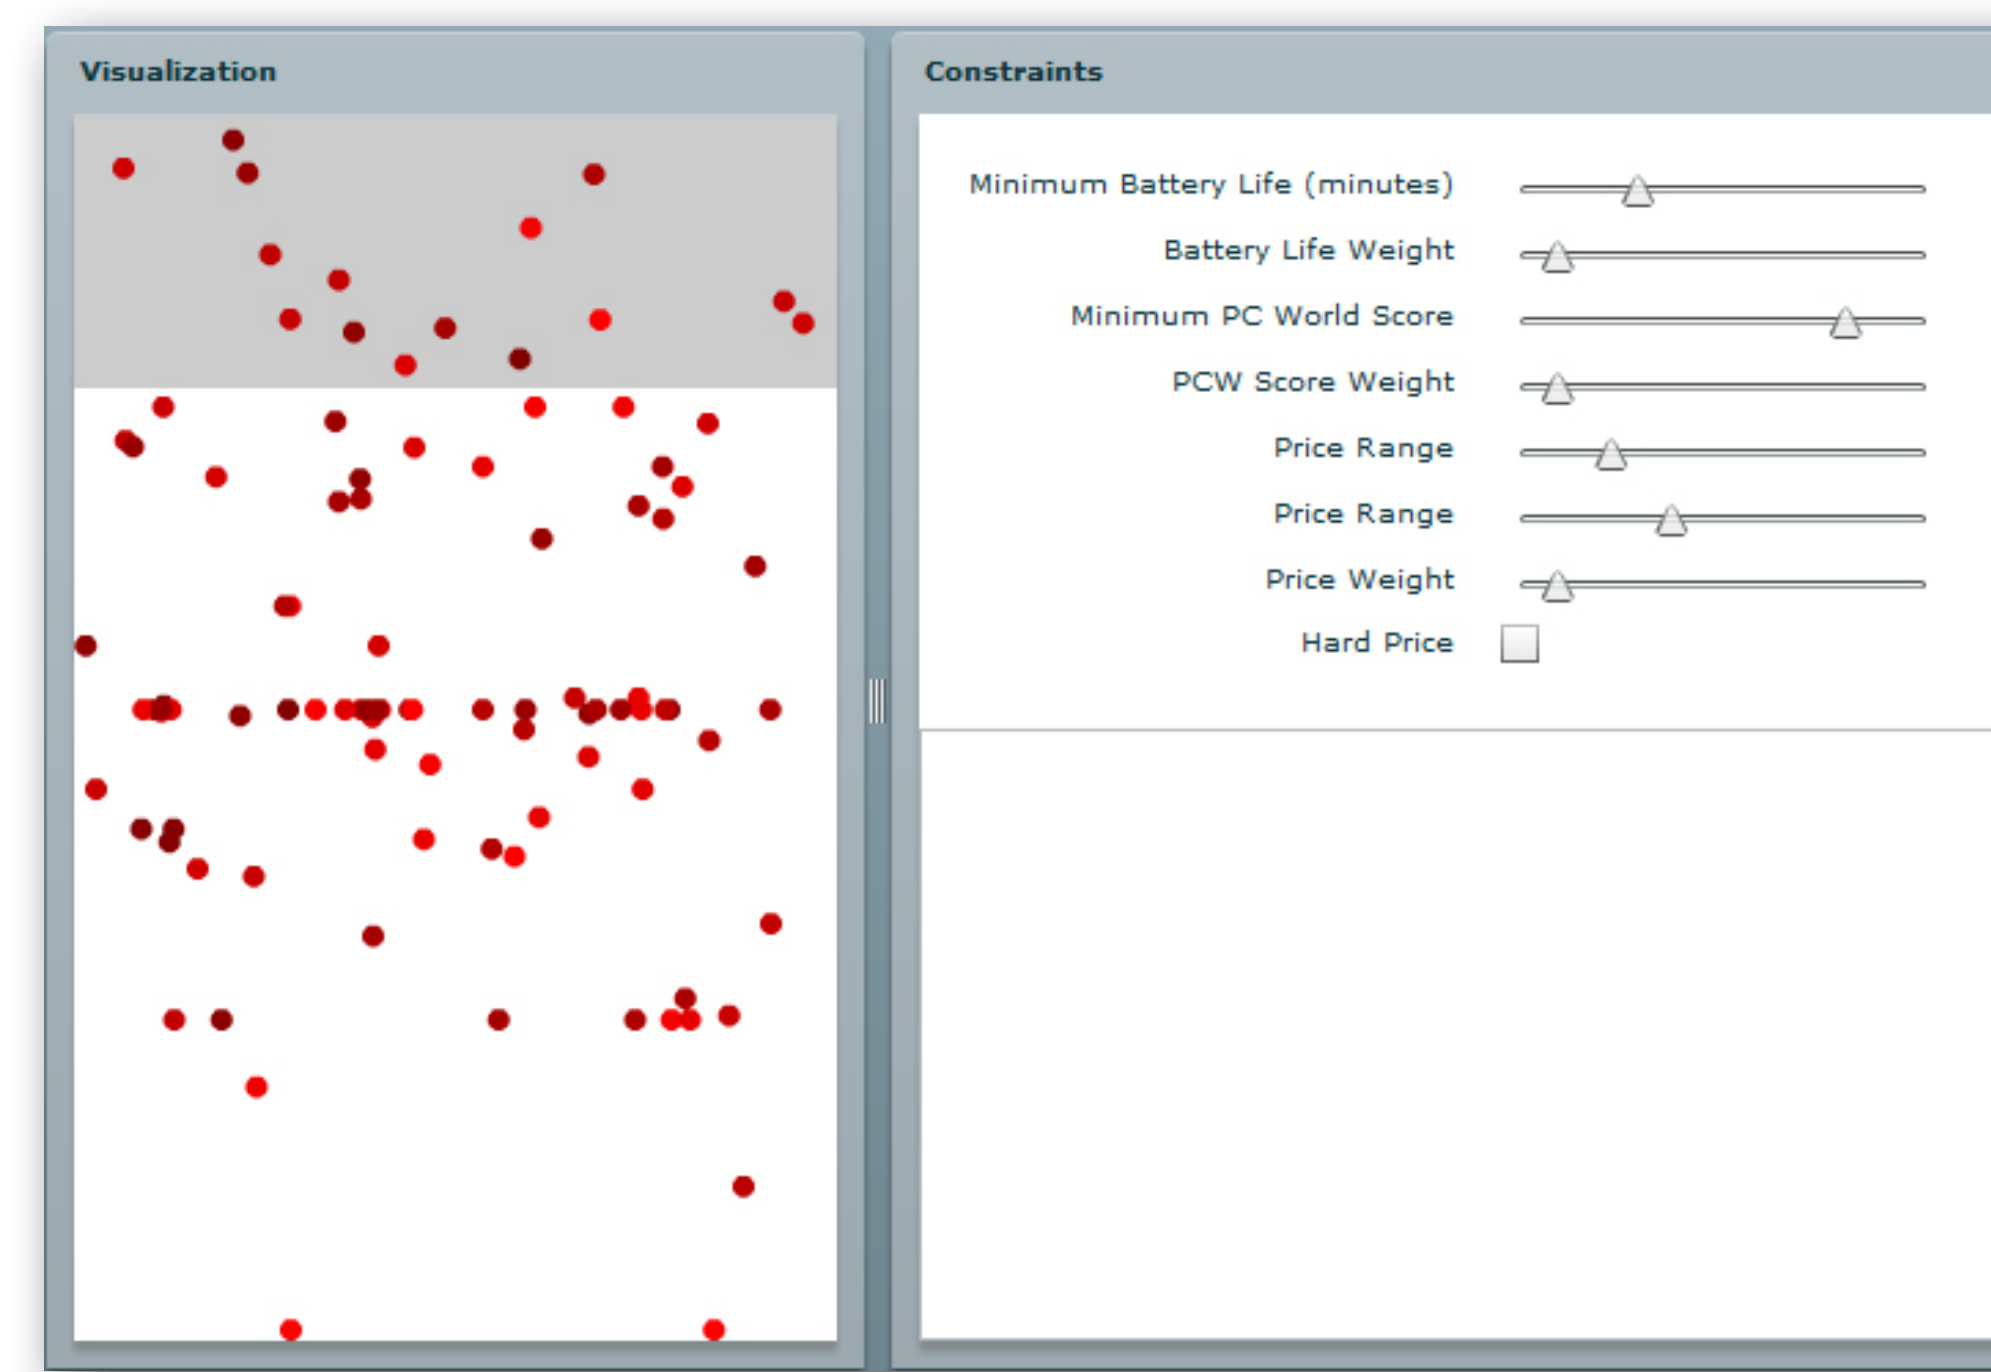 Visualization
Constraints
Minimum Battery Life (minutes)
Battery Life Weight
Minimum PC World Score
PCW Score Weight
Price Range
Price Range
Price Weight
Hard Price